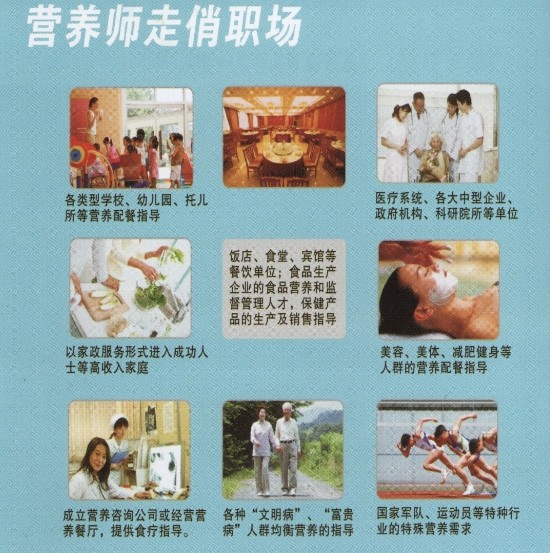 营养师走俏职场
各类型学校、幼儿园、托儿
所等营养配餐指导
医疗系统、各大中型企业、
政府机构、科研院所等单位
饭店、食堂、宾馆等
餐饮单位；食品生产
企业的食品营养和监
督管理人才，保健产
品的生产及销售指导
以家政服务形式进入成功人
士等高收入家庭
美容、美体、减肥健身等
人群的营养配餐指导
成立营养咨询公司或经营营
养餐厅，提供食疗指导。
各种“文明病”、“富贵
病”人群均衡营养的指导
国家军队、运动员等特种行
业的特殊营养需求